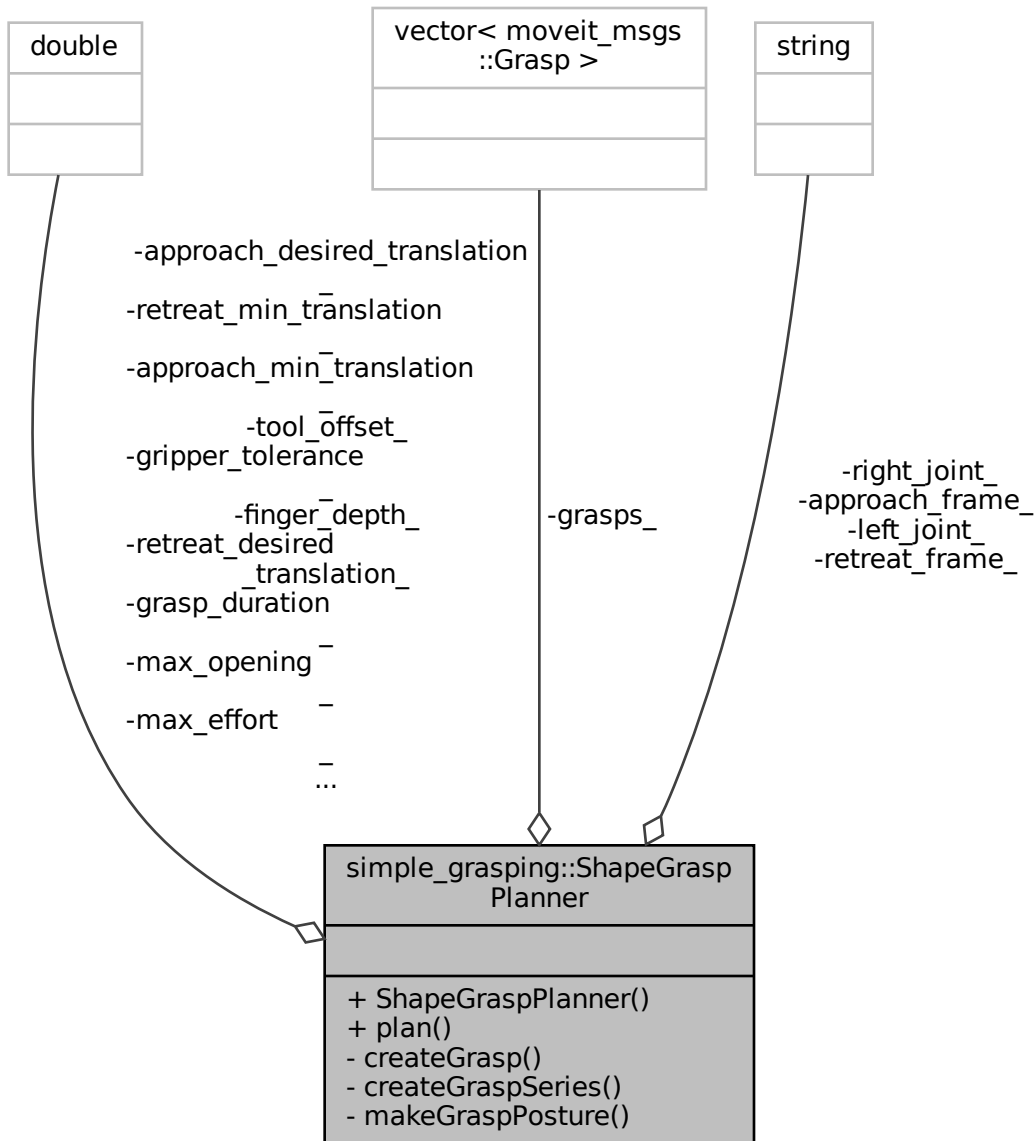 double
vector< moveit_msgs
::Grasp >
string
-approach_desired_translation
_
-retreat_min_translation
_
-approach_min_translation
_
-tool_offset_
-gripper_tolerance
_
-finger_depth_
-retreat_desired
_translation_
-grasp_duration
_
-max_opening
_
-max_effort
_
...
-grasps_
-right_joint_
-approach_frame_
-left_joint_
-retreat_frame_
simple_grasping::ShapeGrasp
Planner
+ ShapeGraspPlanner()
+ plan()
- createGrasp()
- createGraspSeries()
- makeGraspPosture()